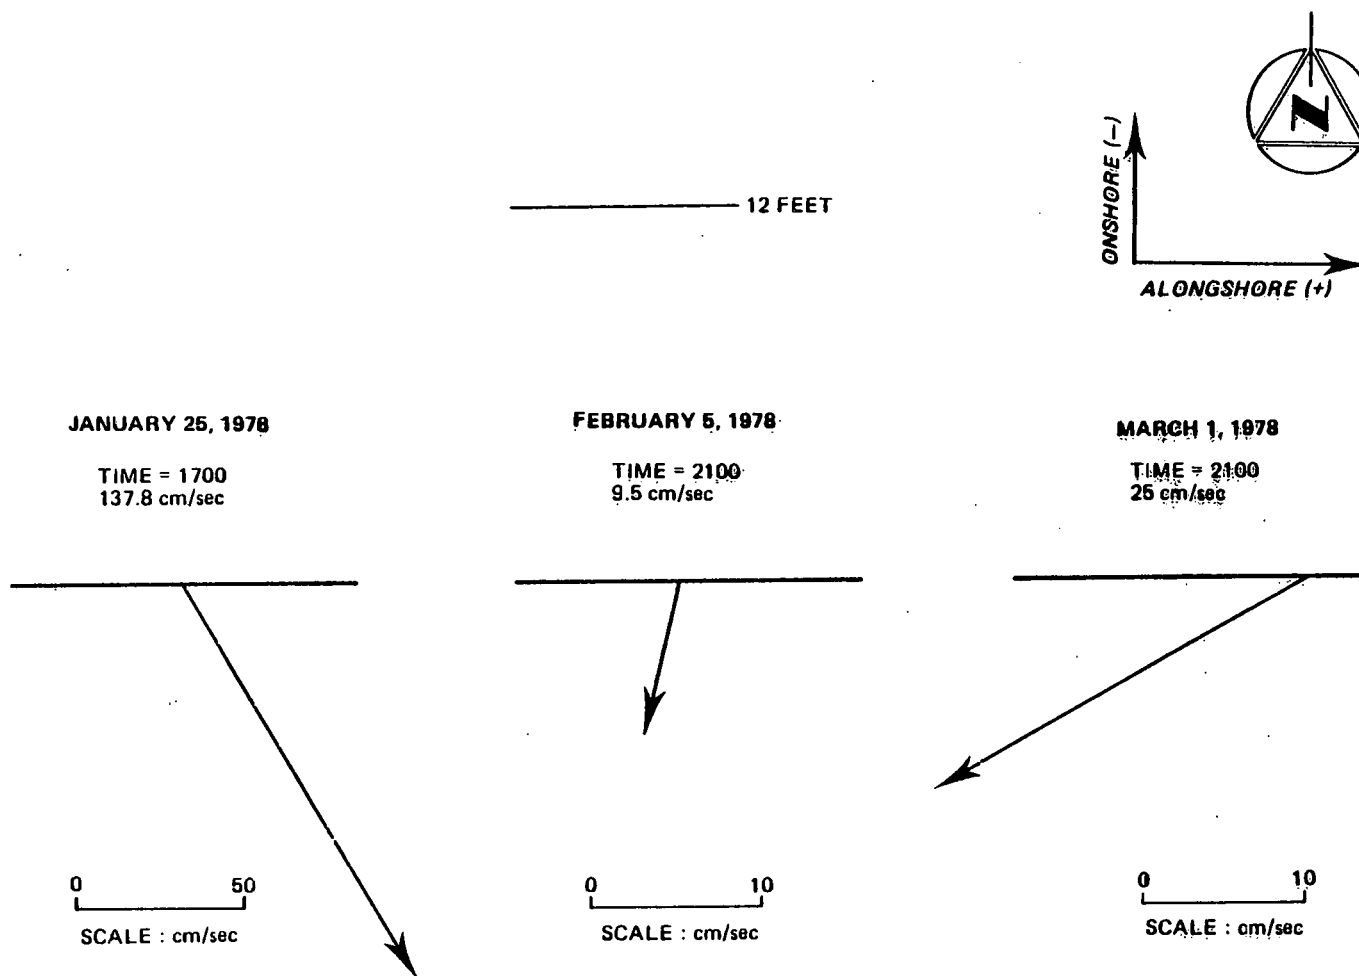 N
ONSHORE (—)
12 FEET
ALONGSHORE (+)
JANUARY 25, 1978
TIME = 1700
137.8 cm/sec
0 50
SCALE : cm/sec
FEBRUARY 5, 1978
TIME = 2100
9.5 cm/sec
0 10
SCALE : cm/sec
MARCH 1, 1978
TIME = 2100
25 cm/sec
0 10
SCALE : cm/sec